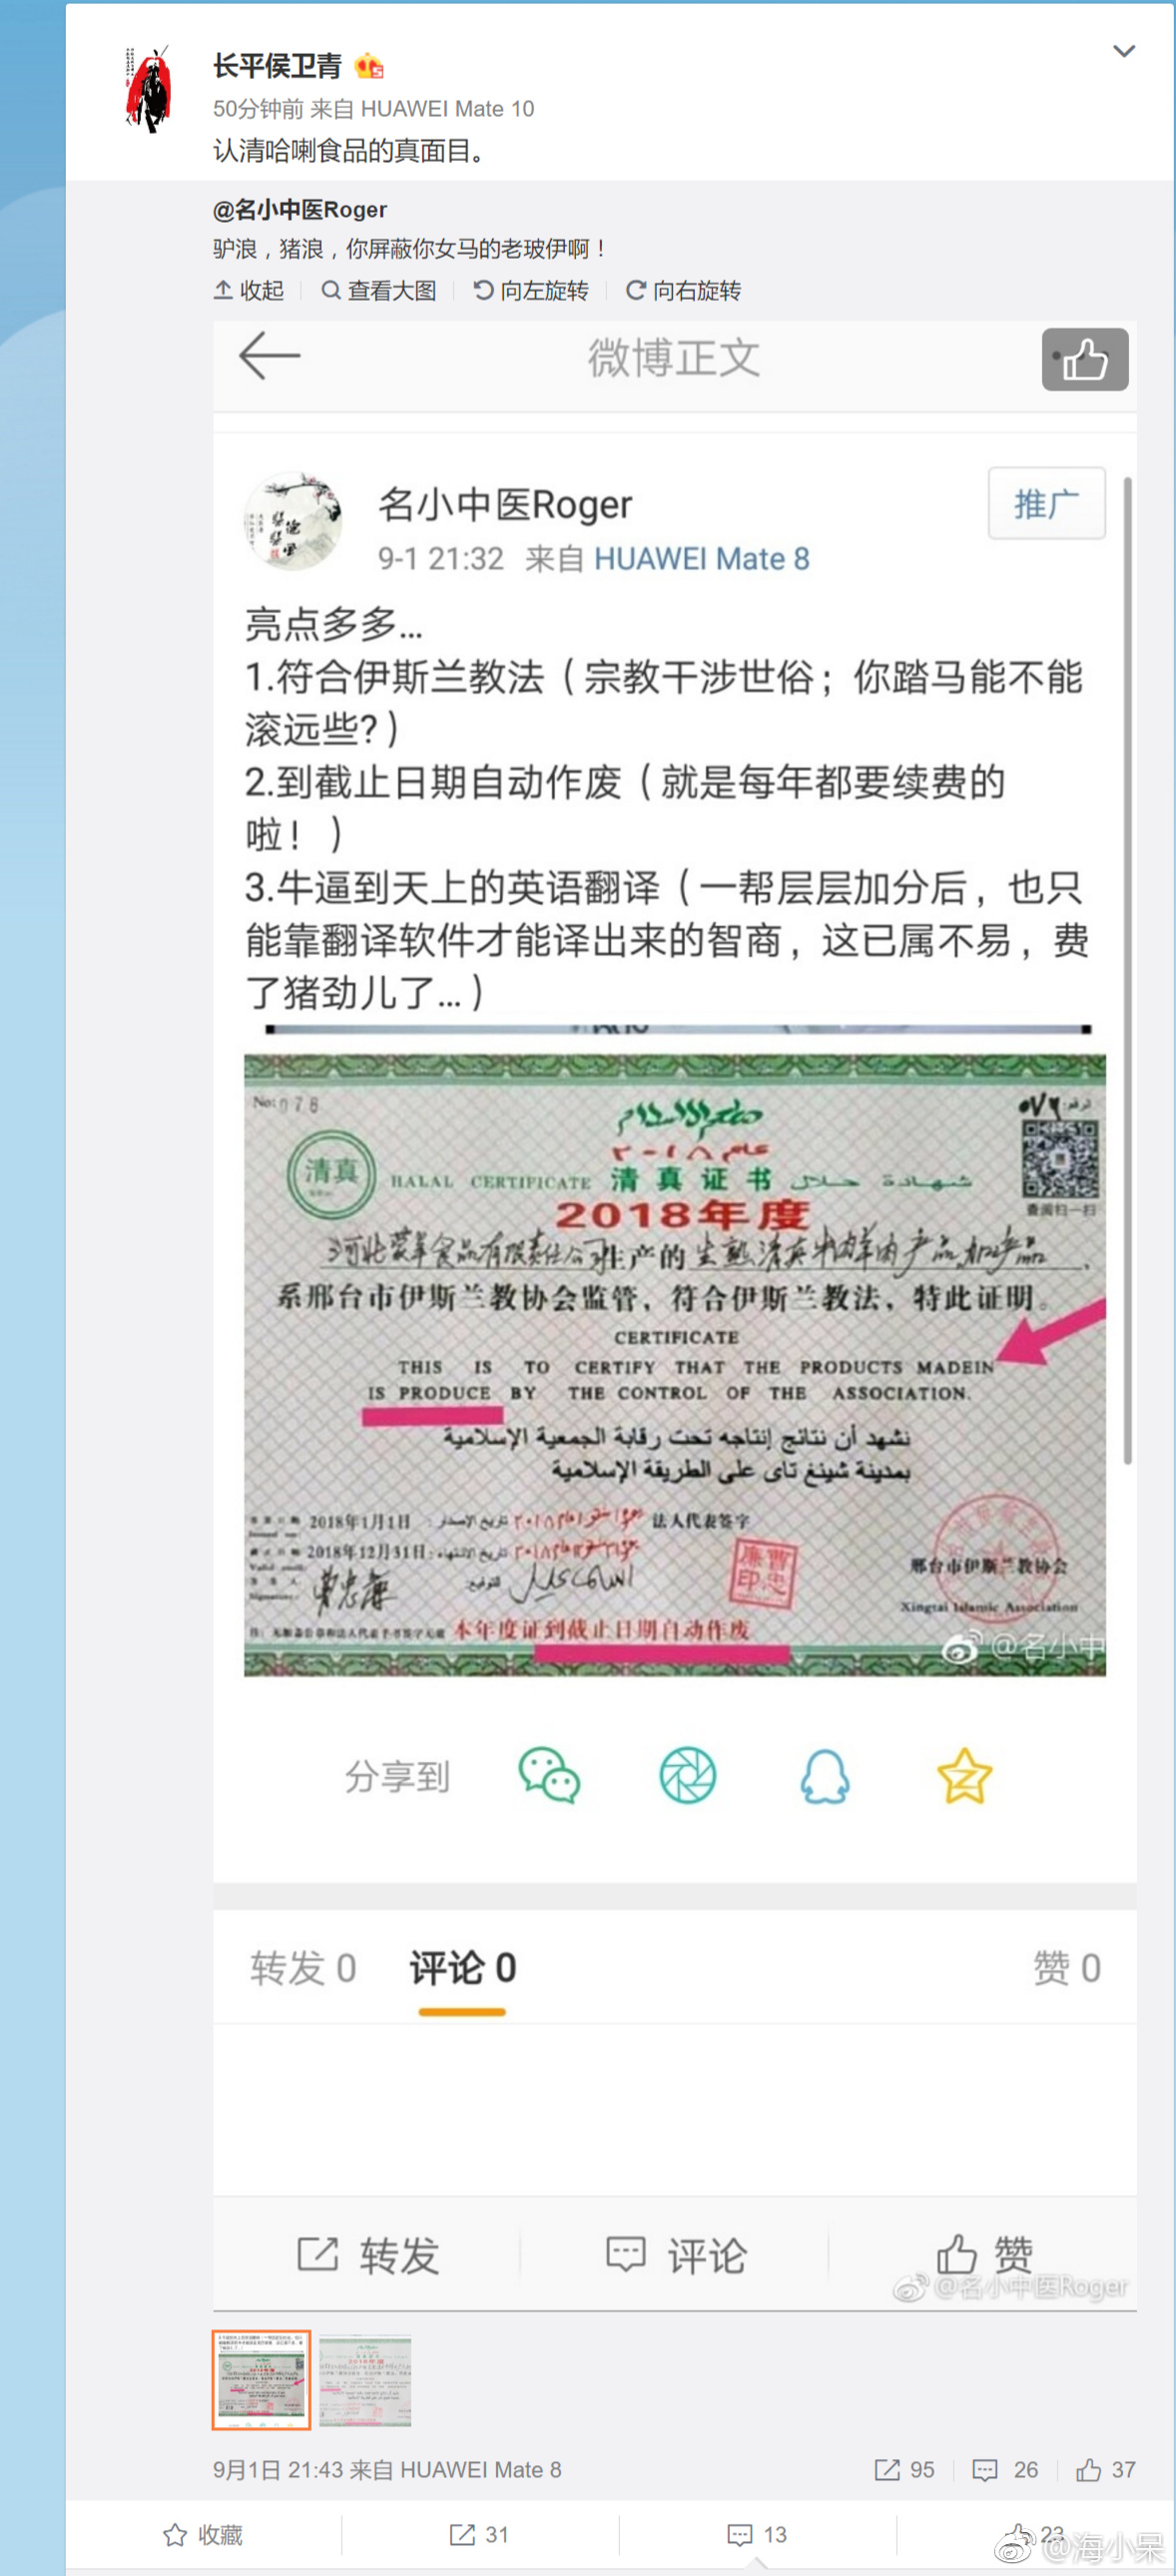 长平侯卫青
50分钟前 来自 HUAWEI Mate 10
认清哈喇食品的真面目。
@名小中医Roger
驴浪，猪浪，你屏蔽你女马的老玻伊啊！
收起 查看大图 向左旋转 向右旋转
微博正文
名小中医Roger
推广
9-1 21:32 来自 HUAWEI Mate 8
亮点多多...
1.符合伊斯兰教法（宗教干涉世俗；你踏马能不能
滚远些?）
2.到截止日期自动作废（就是每年都要续费的
啦！）
3.牛逼到天上的英语翻译（一帮层层加分后，也只
能靠翻译软件才能译出来的智商，这已属不易，费
了猪劲儿了...）
No:078
清真
HALAL CERTIFICATE 清真证书 شهادة حلال
查阅扫一扫
2018年度
河北蒙羊食品有限责任公司生产的生熟清真牛肉羊肉产品
系邢台市伊斯兰教协会监管，符合伊斯兰教法，特此证明。
CERTIFICATE
THIS IS TO CERTIFY THAT THE PRODUCTS MADEIN
IS PRODUCE BY THE CONTROL OF THE ASSOCIATION.
نشهد أن نتائج إنتاجه تحت رقابة الجمعية الإسلامية
بمدينة شينغ تاى على الطريقة الإسلامية
2018年1月1日 تاريخ الإصدار 法人代表签字
2018年12月31日 تاريخ الانتهاء
التوقيع
邢台市伊斯兰教协会
Xingtai Islamic Association
本年度证到截止日期自动作废
@名小中
分享到
转发 0 评论 0 赞 0
转发 评论 赞
@名小中医Roger
9月1日 21:43 来自 HUAWEI Mate 8 95 26 37
收藏 31 13 23
@海小呆